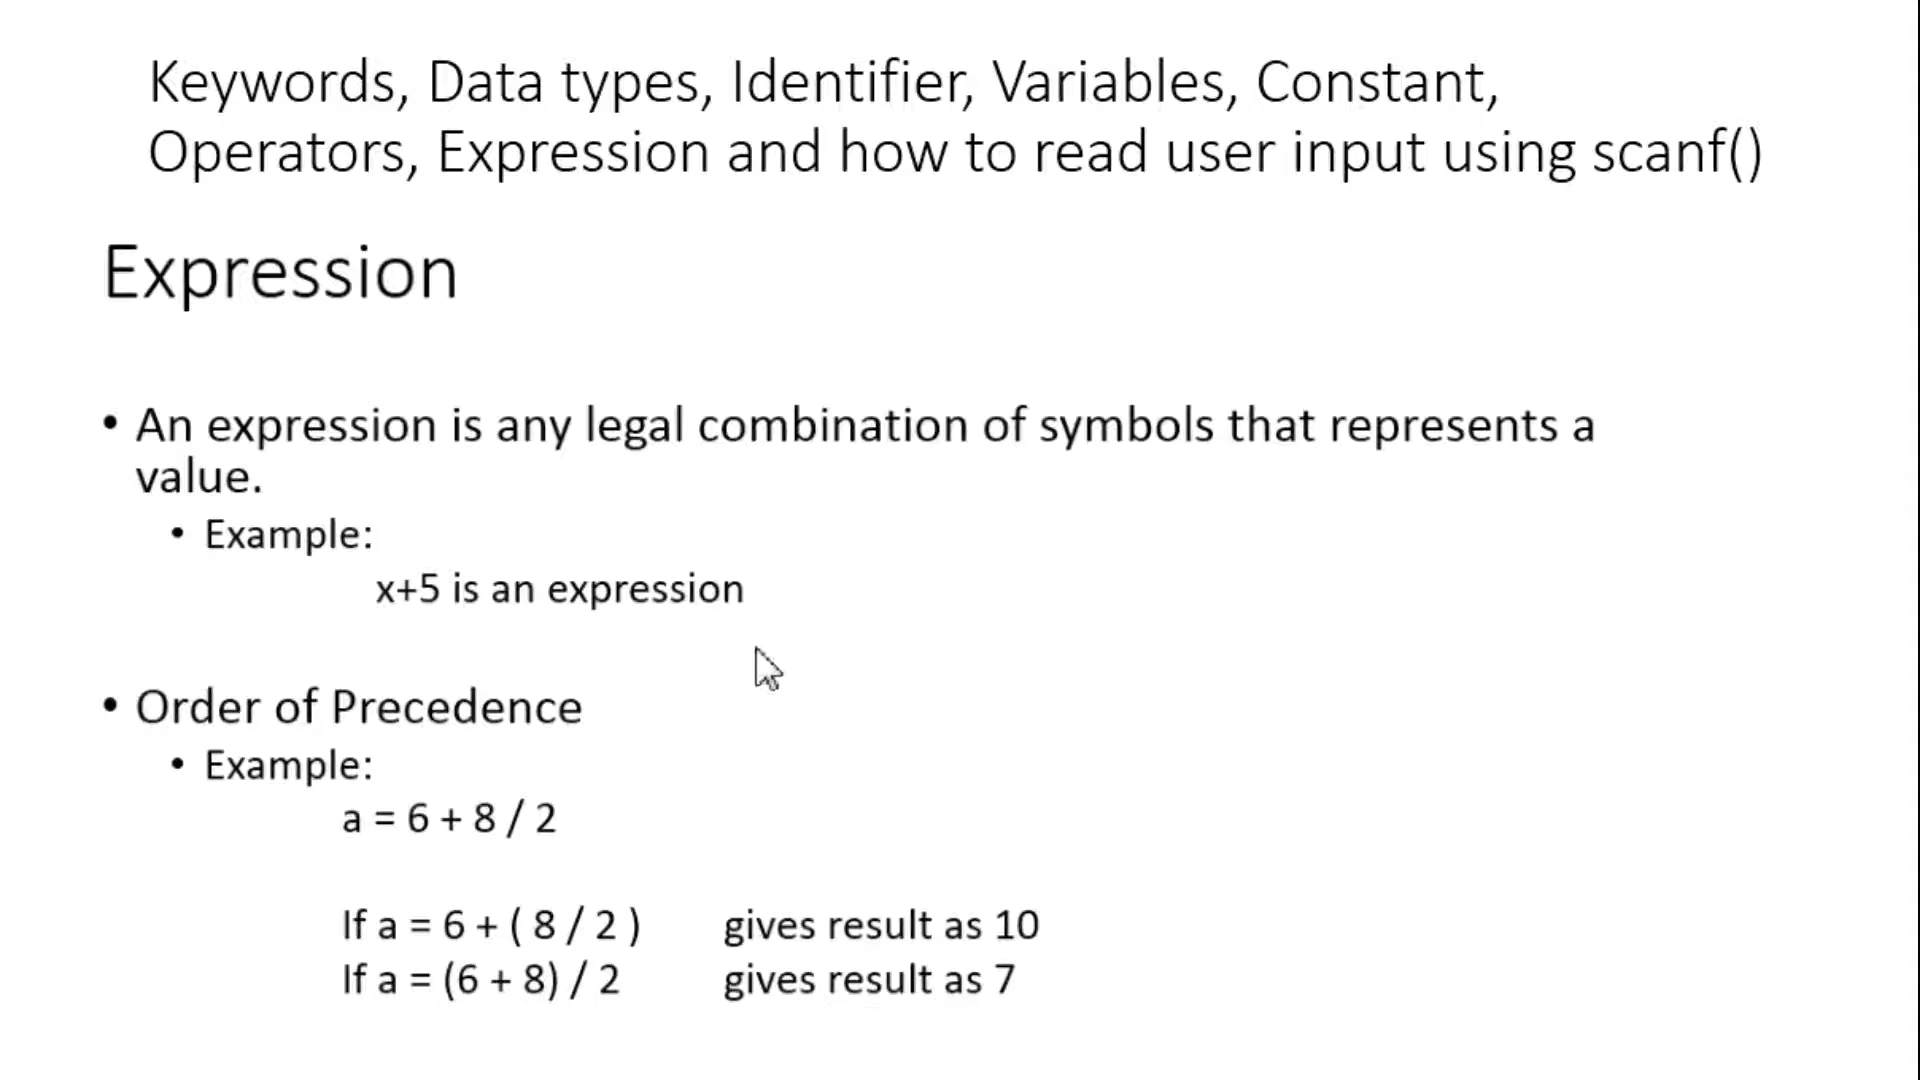 Keywords, Data types, Identifier, Variables, Constant,
Operators, Expression and how to read user input using scanf()
Expression
• An expression is any legal combination of symbols that represents a
value.
• Example:
x+5 is an expression
• Order of Precedence
• Example:
a = 6 + 8 / 2
If a = 6 + ( 8 / 2 ) gives result as 10
If a = (6 + 8) / 2 gives result as 7